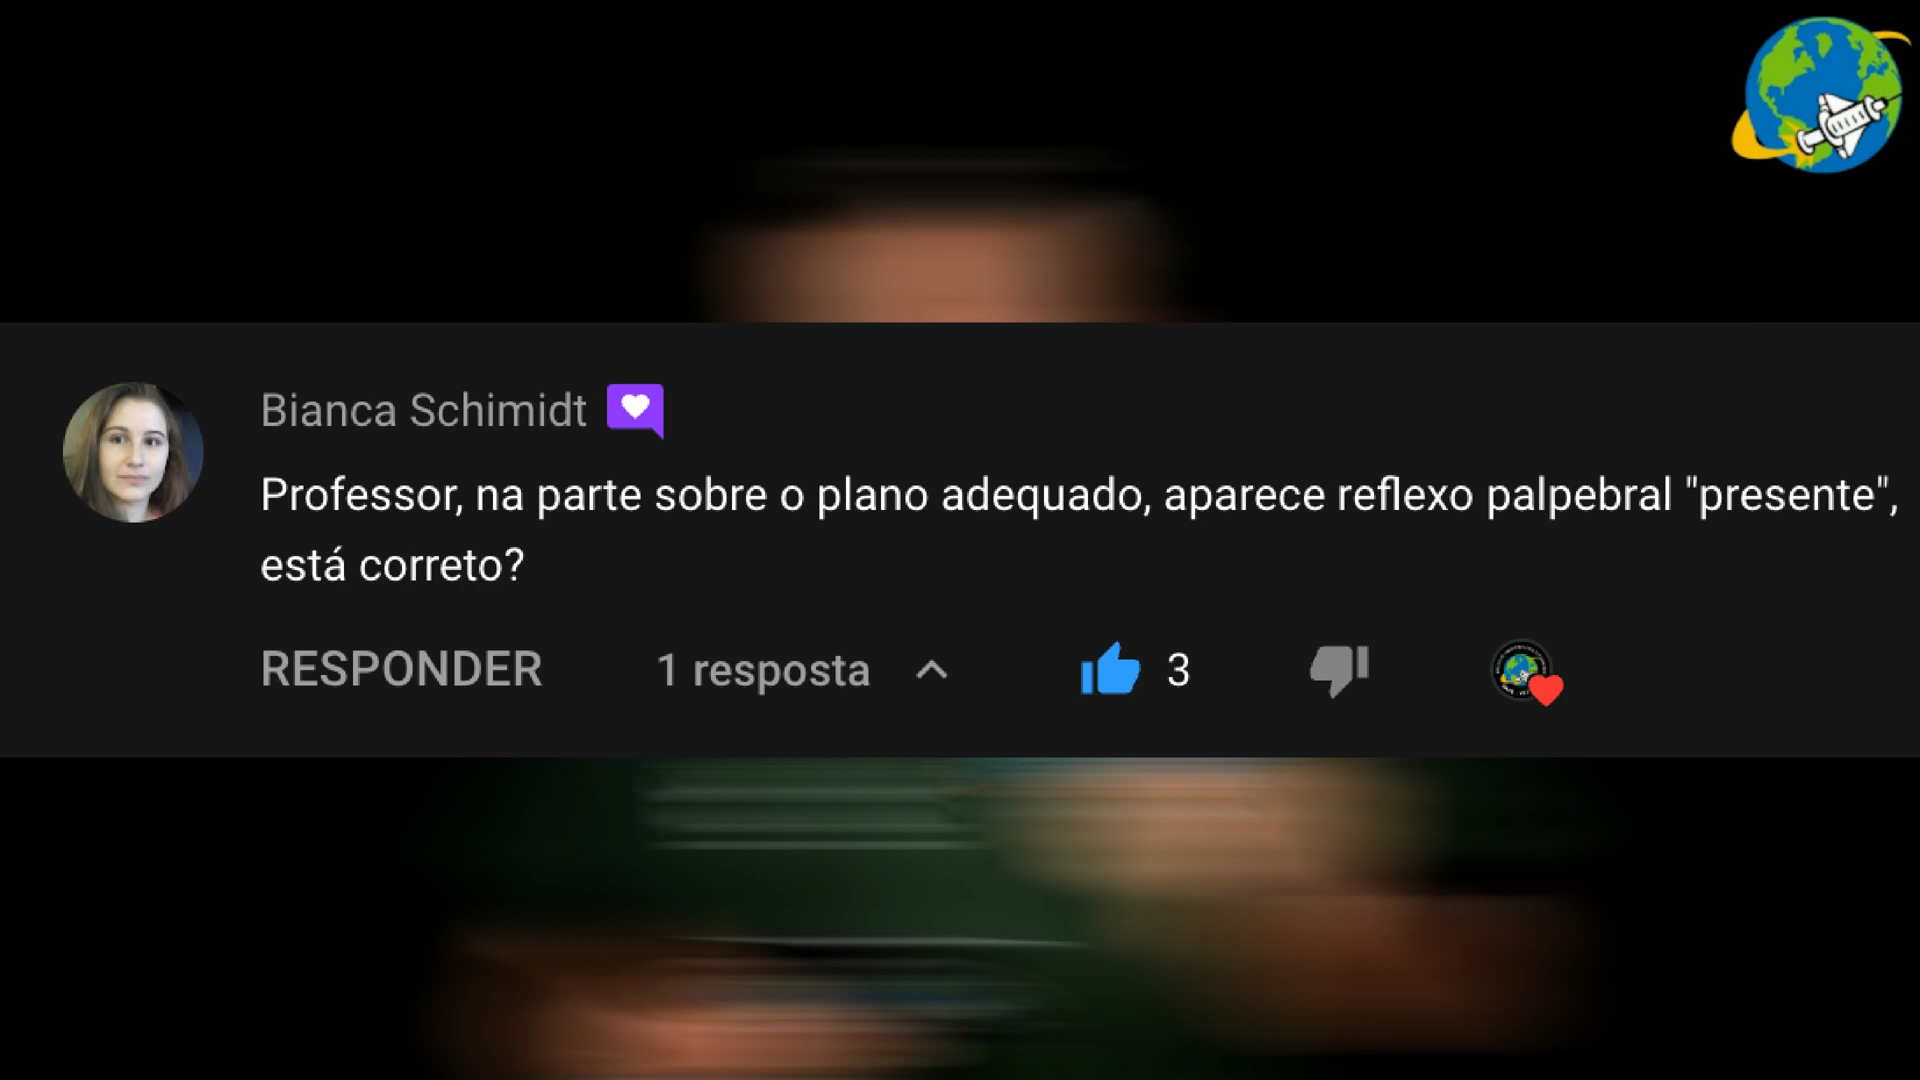 Bianca Schimidt
Professor, na parte sobre o plano adequado, aparece reflexo palpebral "presente",
está correto?
RESPONDER 1 resposta 3